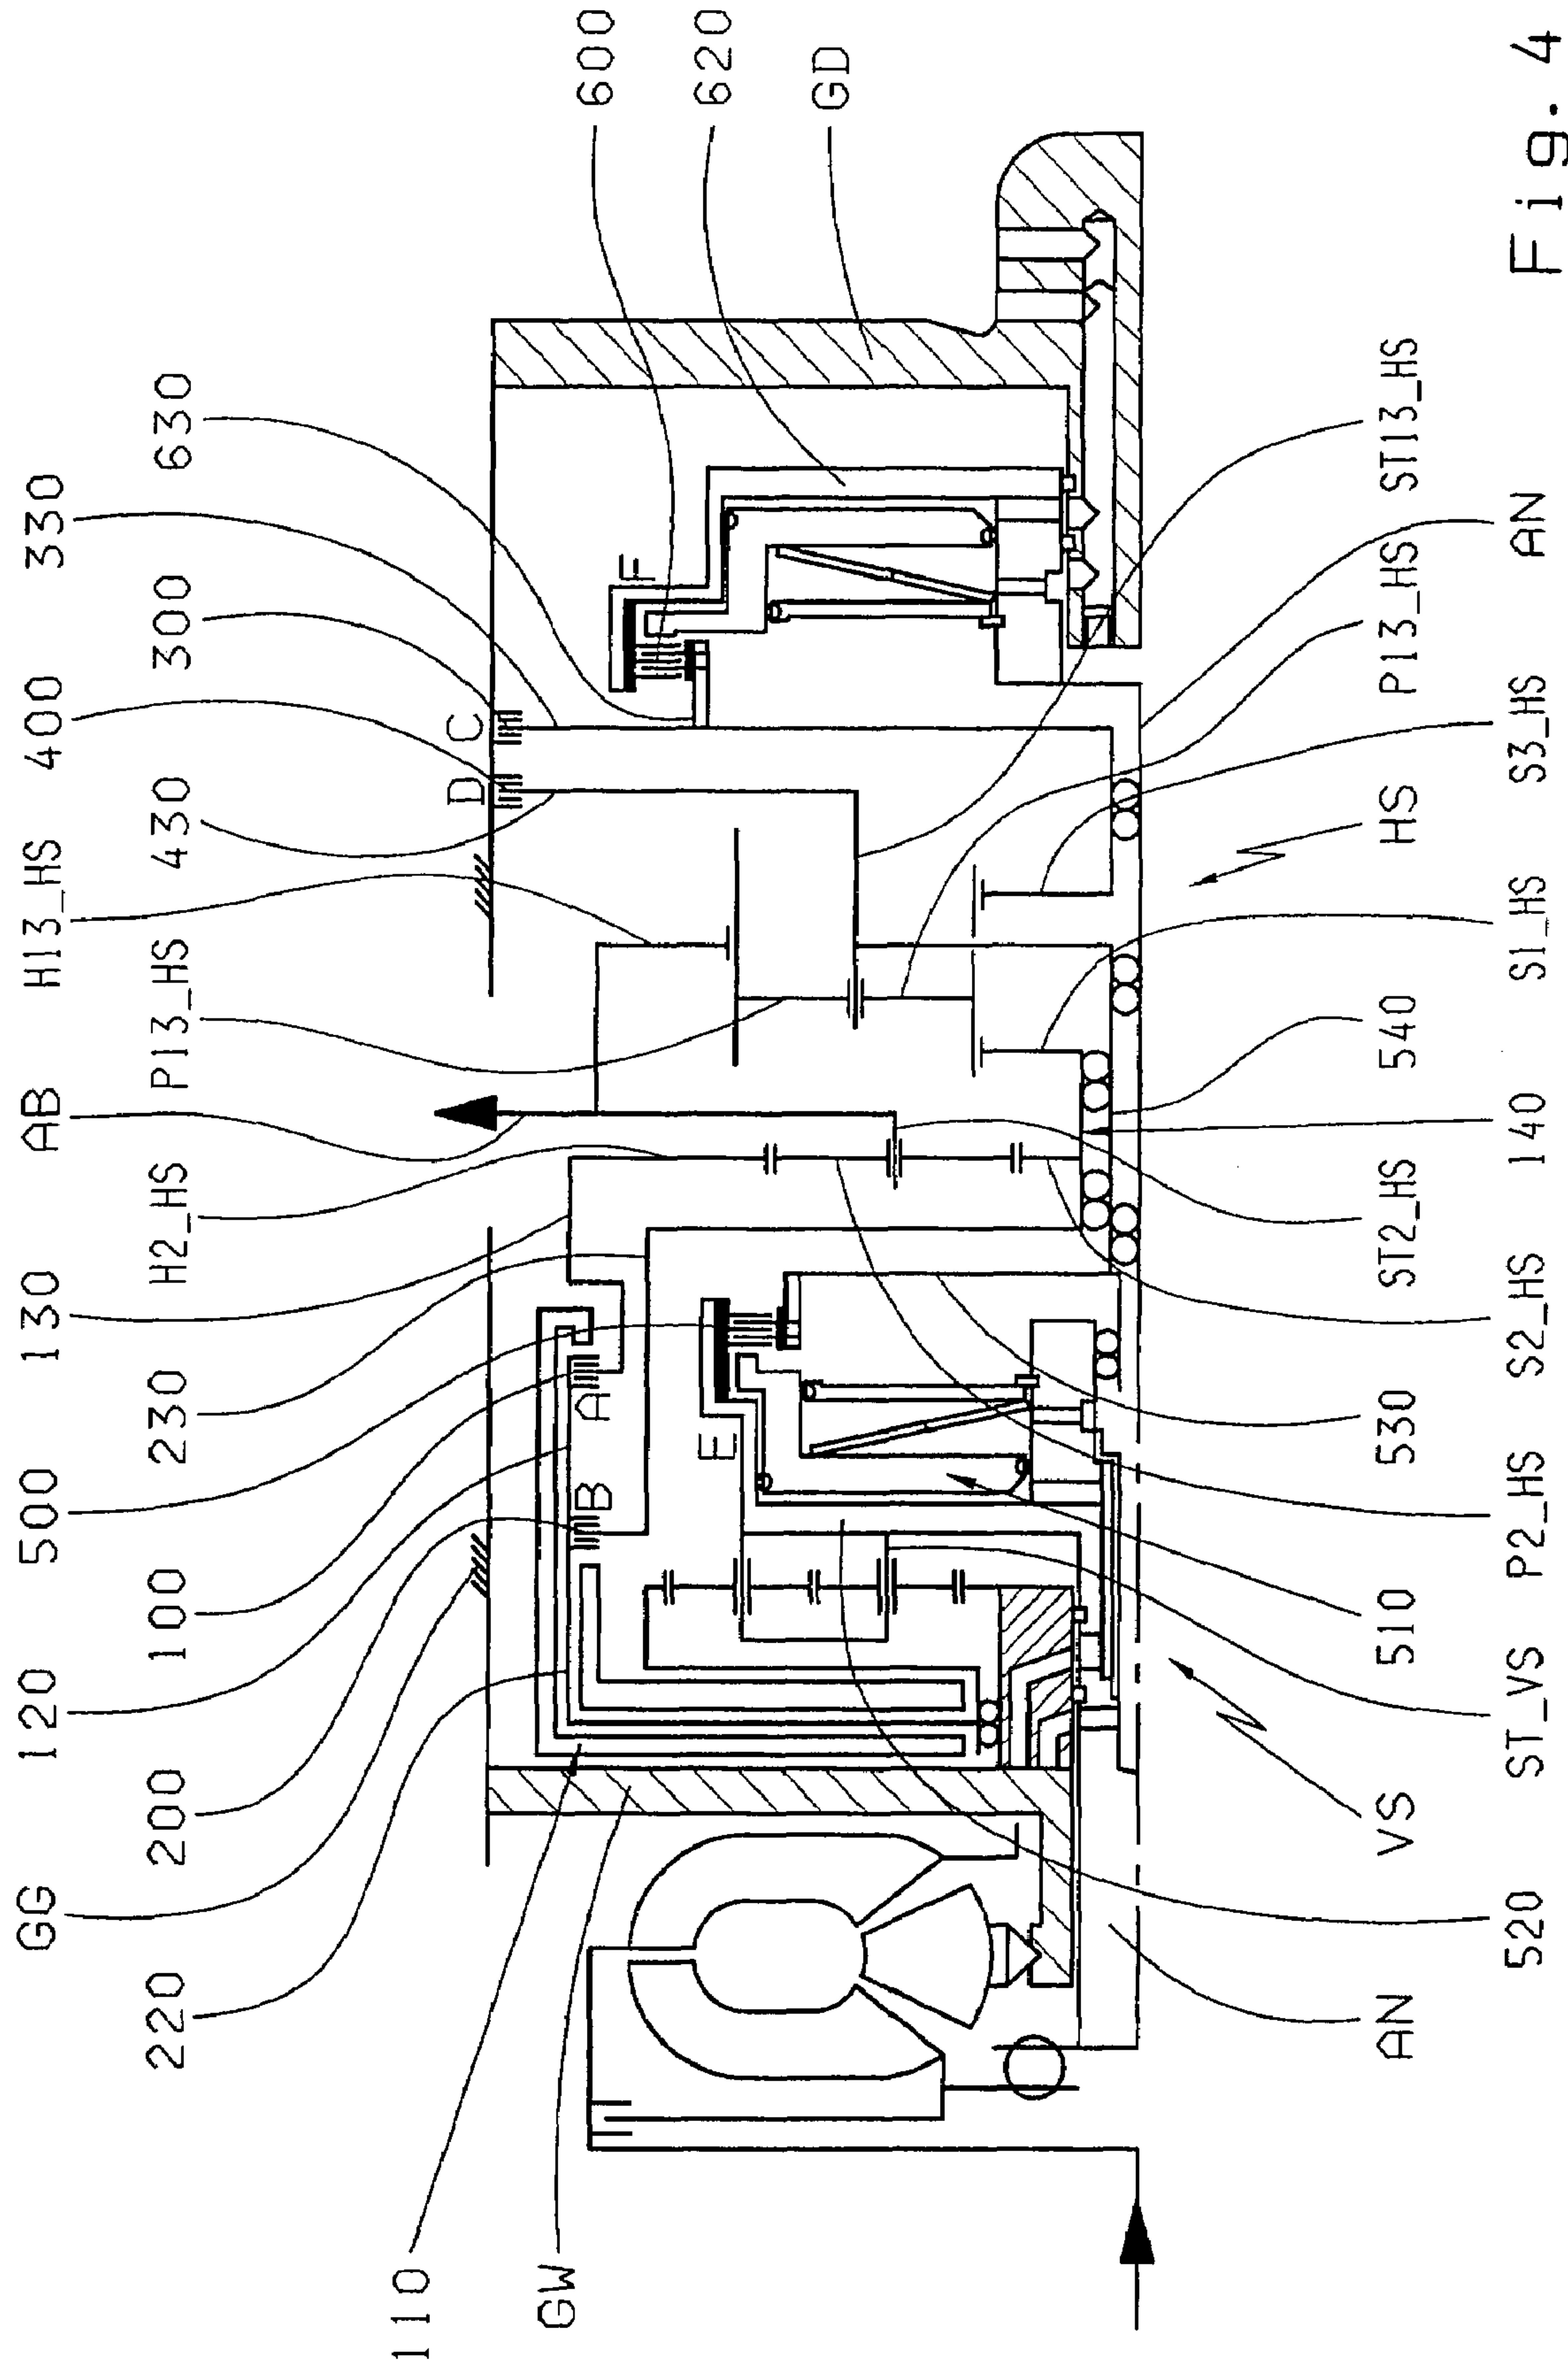 600
620
GD
630
330
300
400
430
H13_HS
P13_HS
AB
H2_HS
130
230
500
100
120
200
GG
220
110
GW
F
C
D
A
B
E
ST13_HS
AN
P13_HS
S3_HS
HS
S1_HS
540
140
ST2_HS
S2_HS
530
P2_HS
510
ST_VS
VS
520
AN
Fig. 4